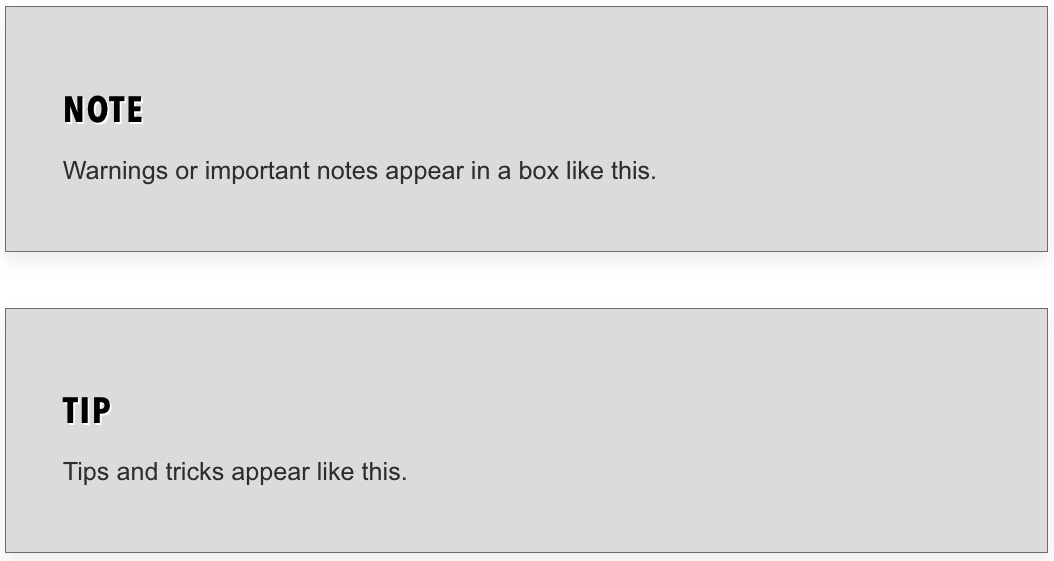 NOTE
Warnings or important notes appear in a box like this.
TIP
Tips and tricks appear like this.